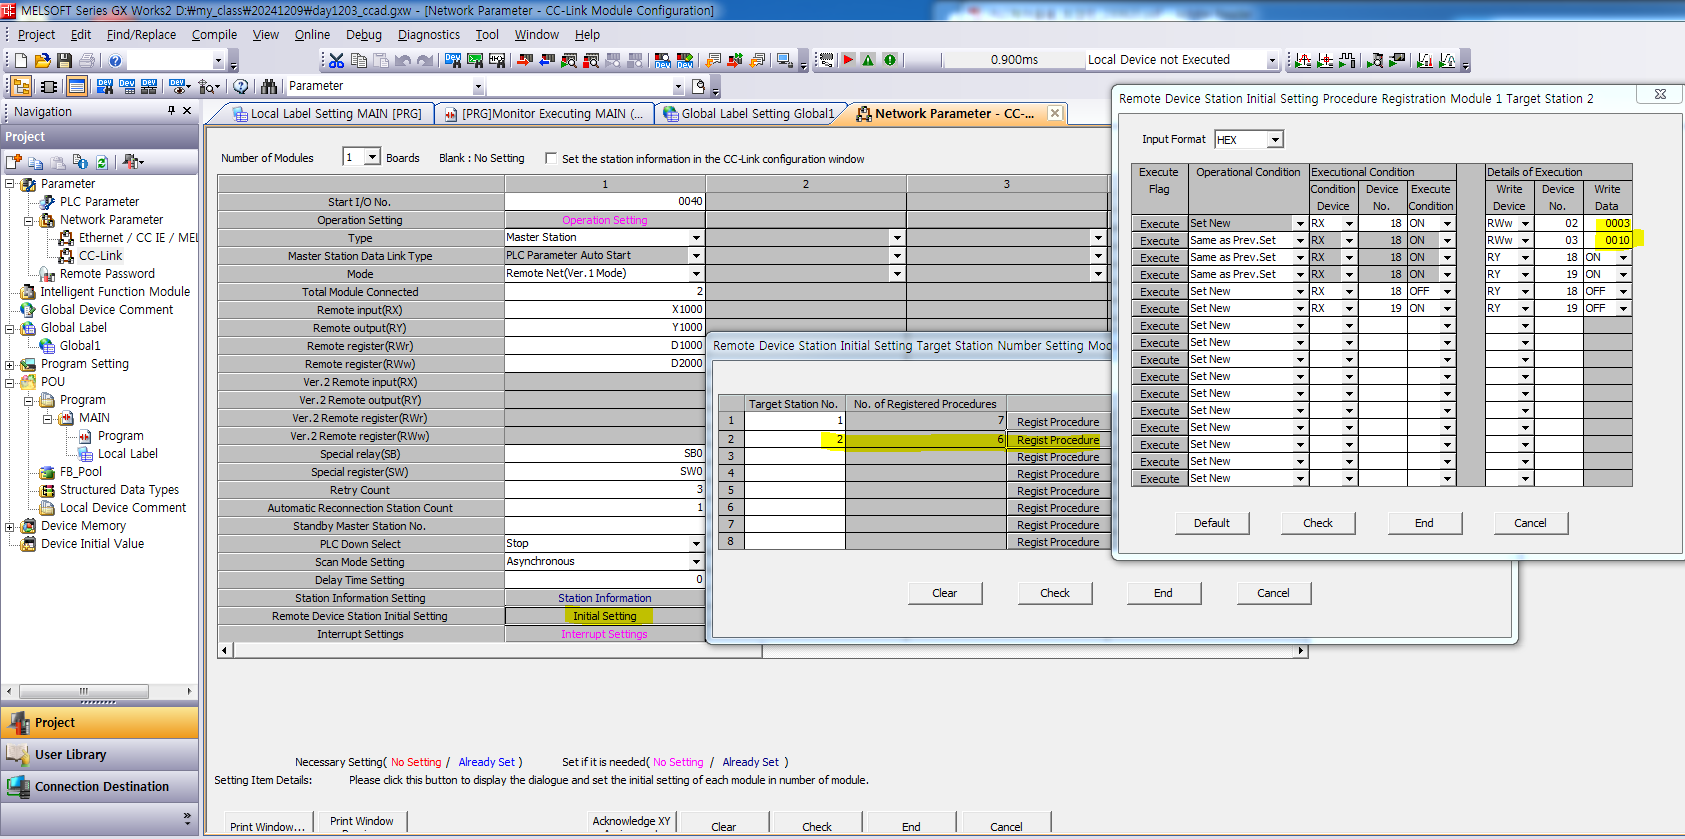 MELSOFT Series GX Works2 D:₩my_class₩20241209₩day1203_ccad.gxw - [Network Parameter - CC-Link Module Configuration]
Project Edit Find/Replace Compile View Online Debug Diagnostics Tool Window Help
0.900ms Local Device not Executed
Parameter
Navigation
Project
Parameter
PLC Parameter
Network Parameter
Ethernet / CC IE / MEL
CC-Link
Remote Password
Intelligent Function Module
Global Device Comment
Global Label
Global1
Program Setting
POU
Program
MAIN
Program
Local Label
FB_Pool
Structured Data Types
Local Device Comment
Device Memory
Device Initial Value
Project
User Library
Connection Destination
Local Label Setting MAIN [PRG] [PRG]Monitor Executing MAIN (... Global Label Setting Global1 Network Parameter - CC-...
Number of Modules 1 Boards Blank : No Setting Set the station information in the CC-Link configuration window
1 2 3
Start I/O No. 0040
Operation Setting Operation Setting
Type Master Station
Master Station Data Link Type PLC Parameter Auto Start
Mode Remote Net(Ver.1 Mode)
Total Module Connected 2
Remote input(RX) X1000
Remote output(RY) Y1000
Remote register(RWr) D1000
Remote register(RWw) D2000
Ver.2 Remote input(RX)
Ver.2 Remote output(RY)
Ver.2 Remote register(RWr)
Ver.2 Remote register(RWw)
Special relay(SB) SB0
Special register(SW) SW0
Retry Count 3
Automatic Reconnection Station Count 1
Standby Master Station No.
PLC Down Select Stop
Scan Mode Setting Asynchronous
Delay Time Setting 0
Station Information Setting Station Information
Remote Device Station Initial Setting Initial Setting
Interrupt Settings Interrupt Settings
Necessary Setting( No Setting / Already Set ) Set if it is needed( No Setting / Already Set )
Setting Item Details: Please click this button to display the dialogue and set the initial setting of each module in number of module.
Print Window... Print Window Acknowledge XY Clear Check End Cancel
Remote Device Station Initial Setting Target Station Number Setting Mod
Target Station No. No. of Registered Procedures
1 1 7 Regist Procedure
2 2 6 Regist Procedure
3 Regist Procedure
4 Regist Procedure
5 Regist Procedure
6 Regist Procedure
7 Regist Procedure
8 Regist Procedure
Clear Check End Cancel
Remote Device Station Initial Setting Procedure Registration Module 1 Target Station 2
Input Format HEX
Execute Operational Condition Executional Condition Details of Execution
Flag Condition Device Execute Write Device Write
Device No. Condition Device No. Data
Execute Set New RX 18 ON RWw 02 0003
Execute Same as Prev.Set RX 18 ON RWw 03 0010
Execute Same as Prev.Set RX 18 ON RY 18 ON
Execute Same as Prev.Set RX 18 ON RY 19 ON
Execute Set New RX 18 OFF RY 18 OFF
Execute Set New RX 19 ON RY 19 OFF
Execute Set New
Execute Set New
Execute Set New
Execute Set New
Execute Set New
Execute Set New
Execute Set New
Execute Set New
Execute Set New
Execute Set New
Default Check End Cancel